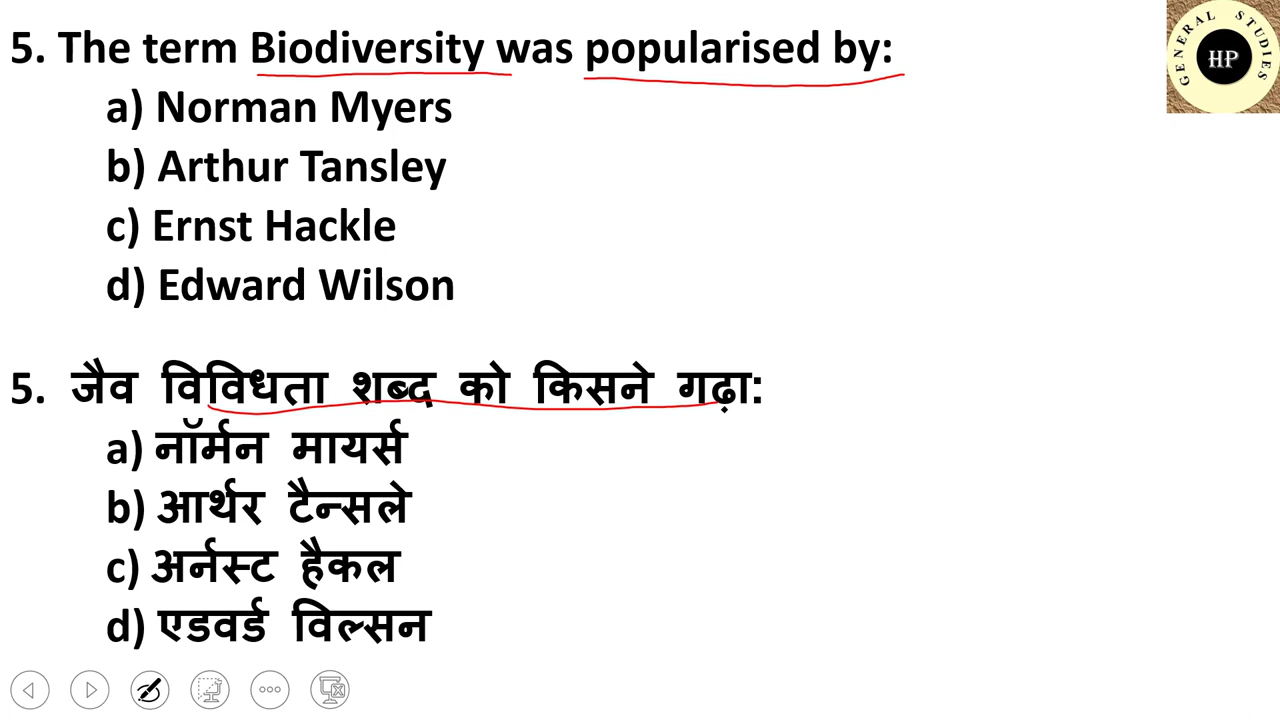 5. The term Biodiversity was popularised by:
a) Norman Myers
b) Arthur Tansley
c) Ernst Hackle
d) Edward Wilson
5. जैव विविधता शब्द को किसने गढ़ा:
a) नॉर्मन मायर्स
b) आर्थर टैन्सले
c) अर्नस्ट हैकल
d) एडवर्ड विल्सन
GENERAL STUDIES
HP